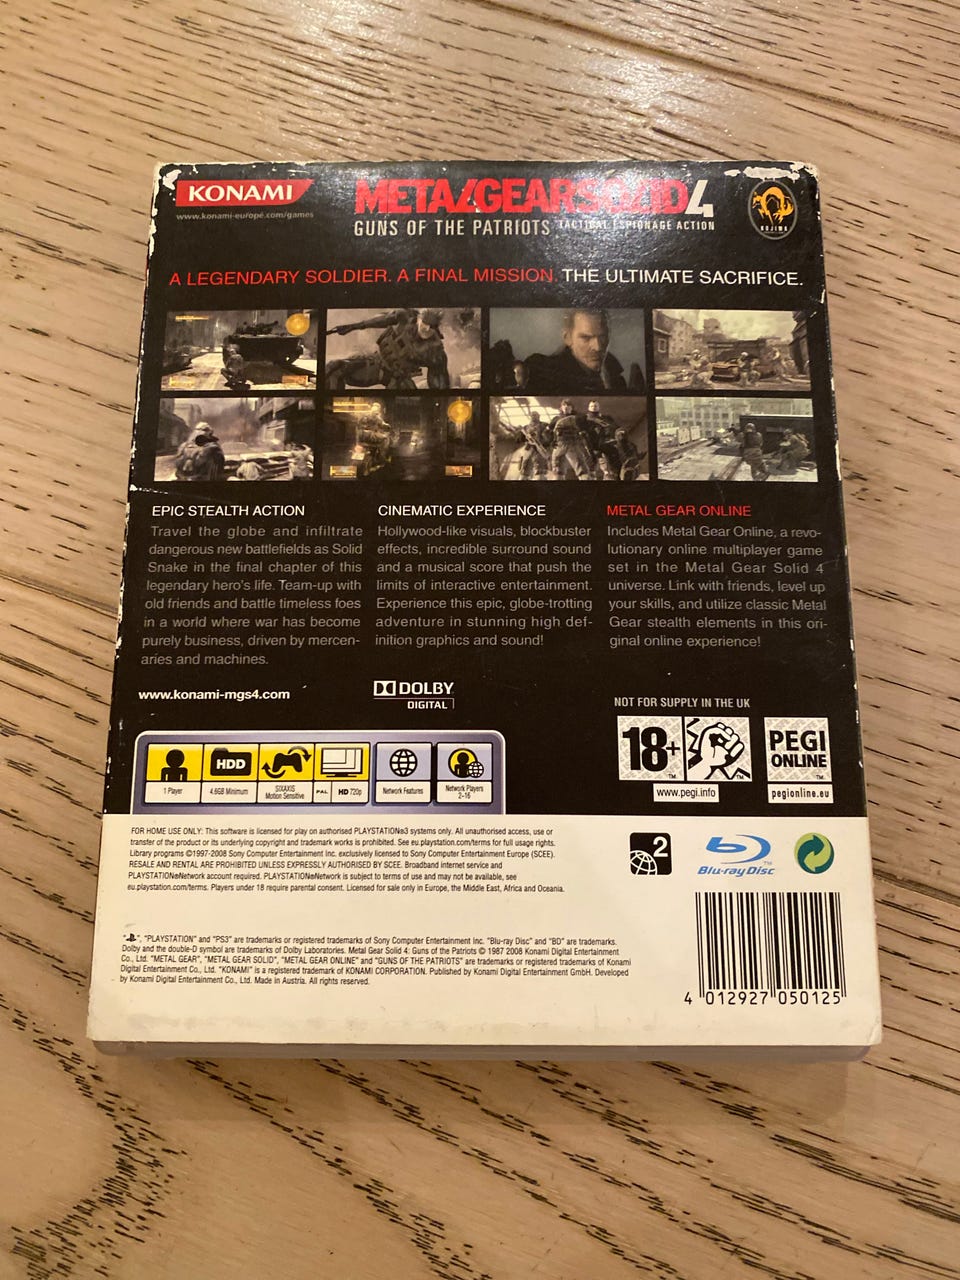 KONAMI
www.konami-europe.com/games
METAL GEAR SOLID 4
GUNS OF THE PATRIOTS TACTICAL ESPIONAGE ACTION
KOJIMA
A LEGENDARY SOLDIER. A FINAL MISSION. THE ULTIMATE SACRIFICE.
EPIC STEALTH ACTION
Travel the globe and infiltrate
dangerous new battlefields as Solid
Snake in the final chapter of this
legendary hero's life. Team-up with
old friends and battle timeless foes
in a world where war has become
purely business, driven by mercen-
aries and machines.
CINEMATIC EXPERIENCE
Hollywood-like visuals, blockbuster
effects, incredible surround sound
and a musical score that push the
limits of interactive entertainment.
Experience this epic, globe-trotting
adventure in stunning high def-
inition graphics and sound!
METAL GEAR ONLINE
Includes Metal Gear Online, a revo-
lutionary online multiplayer game
set in the Metal Gear Solid 4
universe. Link with friends, level up
your skills, and utilize classic Metal
Gear stealth elements in this ori-
ginal online experience!
www.konami-mgs4.com
DOLBY
DIGITAL
NOT FOR SUPPLY IN THE UK
18+
TM
TM
www.pegi.info
PEGI
ONLINE
TM
pegionline.eu
HDD
1 Player
4.6GB Minimum
SIXAXIS
Motion Sensitive
PAL
HD 720p
Network Features
Network Players
2-16
FOR HOME USE ONLY: This software is licensed for play on authorised PLAYSTATION®3 systems only. All unauthorised access, use or
transfer of the product or its underlying copyright and trademark works is prohibited. See eu.playstation.com/terms for full usage rights.
Library programs ©1997-2008 Sony Computer Entertainment Inc. exclusively licensed to Sony Computer Entertainment Europe (SCEE).
RESALE AND RENTAL ARE PROHIBITED UNLESS EXPRESSLY AUTHORISED BY SCEE. Broadband internet service and
PLAYSTATION®Network account required. PLAYSTATION®Network is subject to terms of use and may not be available, see
eu.playstation.com/terms. Players under 18 require parental consent. Licensed for sale only in Europe, the Middle East, Africa and Oceania.
2
Blu-ray Disc
TM
"PS", "PLAYSTATION" and "PS3" are trademarks or registered trademarks of Sony Computer Entertainment Inc. "Blu-ray Disc" and "BD" are trademarks.
Dolby and the double-D symbol are trademarks of Dolby Laboratories. Metal Gear Solid 4: Guns of the Patriots © 1987 2008 Konami Digital Entertainment
Co., Ltd. "METAL GEAR", "METAL GEAR SOLID", "METAL GEAR ONLINE" and "GUNS OF THE PATRIOTS" are trademarks or registered trademarks of Konami
Digital Entertainment Co., Ltd. "KONAMI" is a registered trademark of KONAMI CORPORATION. Published by Konami Digital Entertainment GmbH. Developed
by Konami Digital Entertainment Co., Ltd. Made in Austria. All rights reserved.
4 012927 050125